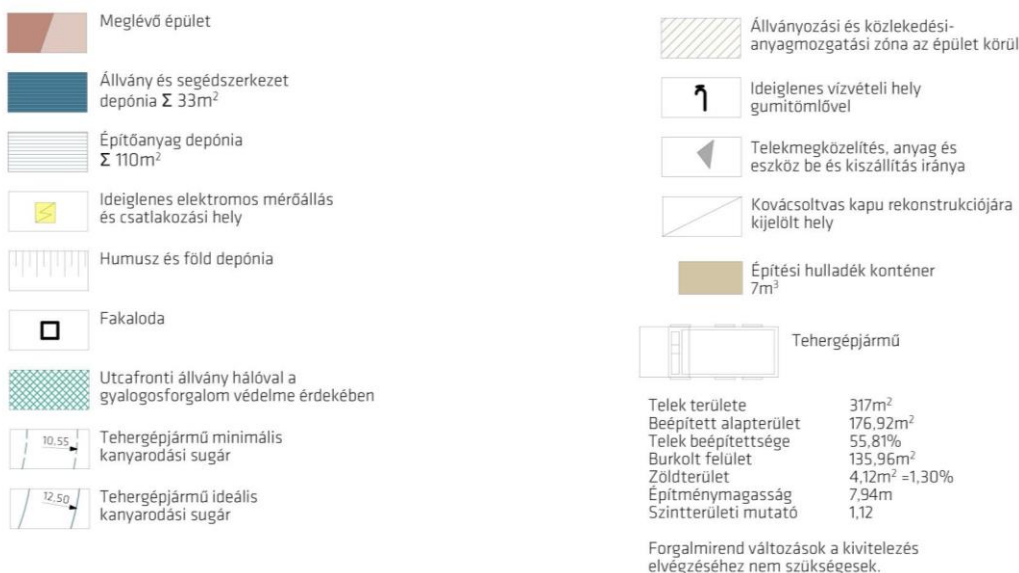 Meglévő épület
Állvány és segédszerkezet
depónia Σ 33m²
Építőanyag depónia
Σ 110m²
Ideiglenes elektromos mérőállás
és csatlakozási hely
Humusz és föld depónia
Fakaloda
Utcafronti állvány hálóval a
gyalogosforgalom védelme érdekében
10,55
Tehergépjármű minimális
kanyarodási sugár
12,50
Tehergépjármű ideális
kanyarodási sugár
Állványozási és közlekedési-
anyagmozgatási zóna az épület körül
Ideiglenes vízvételi hely
gumitömlővel
Telekmegközelítés, anyag és
eszköz be és kiszállítás iránya
Kovácsoltvas kapu rekonstrukciójára
kijelölt hely
Építési hulladék konténer
7m³
Tehergépjármű
Telek területe 317m²
Beépített alapterület 176,92m²
Telek beépítettsége 55,81%
Burkolt felület 135,96m²
Zöldterület 4,12m² =1,30%
Építménymagasság 7,94m
Szintterületi mutató 1,12
Forgalmirend változások a kivitelezés
elvégzéséhez nem szükségesek.